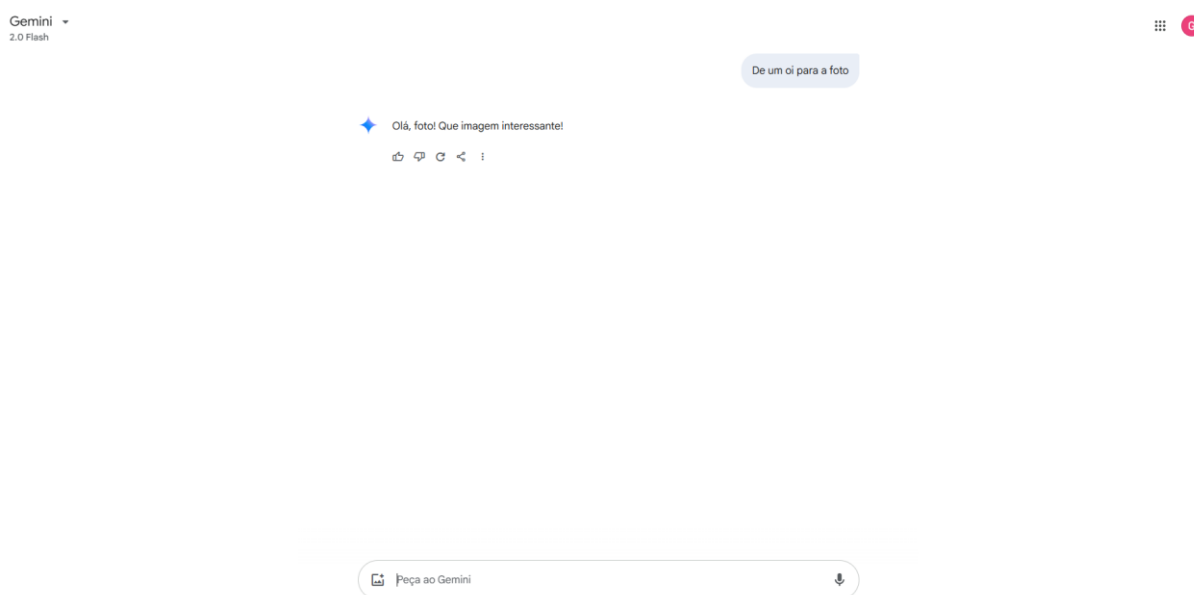 Gemini
2.0 Flash
G
De um oi para a foto
Olá, foto! Que imagem interessante!
Peça ao Gemini